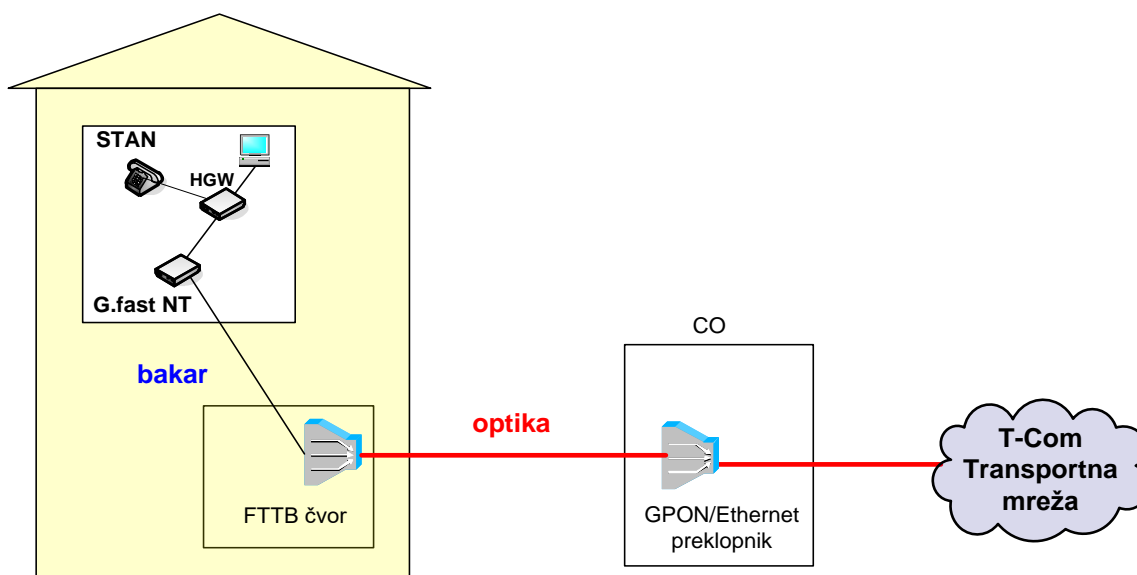 STAN
HGW
G.fast NT
bakar
FTTB čvor
optika
CO
GPON/Ethernet
preklopnik
T-Com
Transportna
mreža